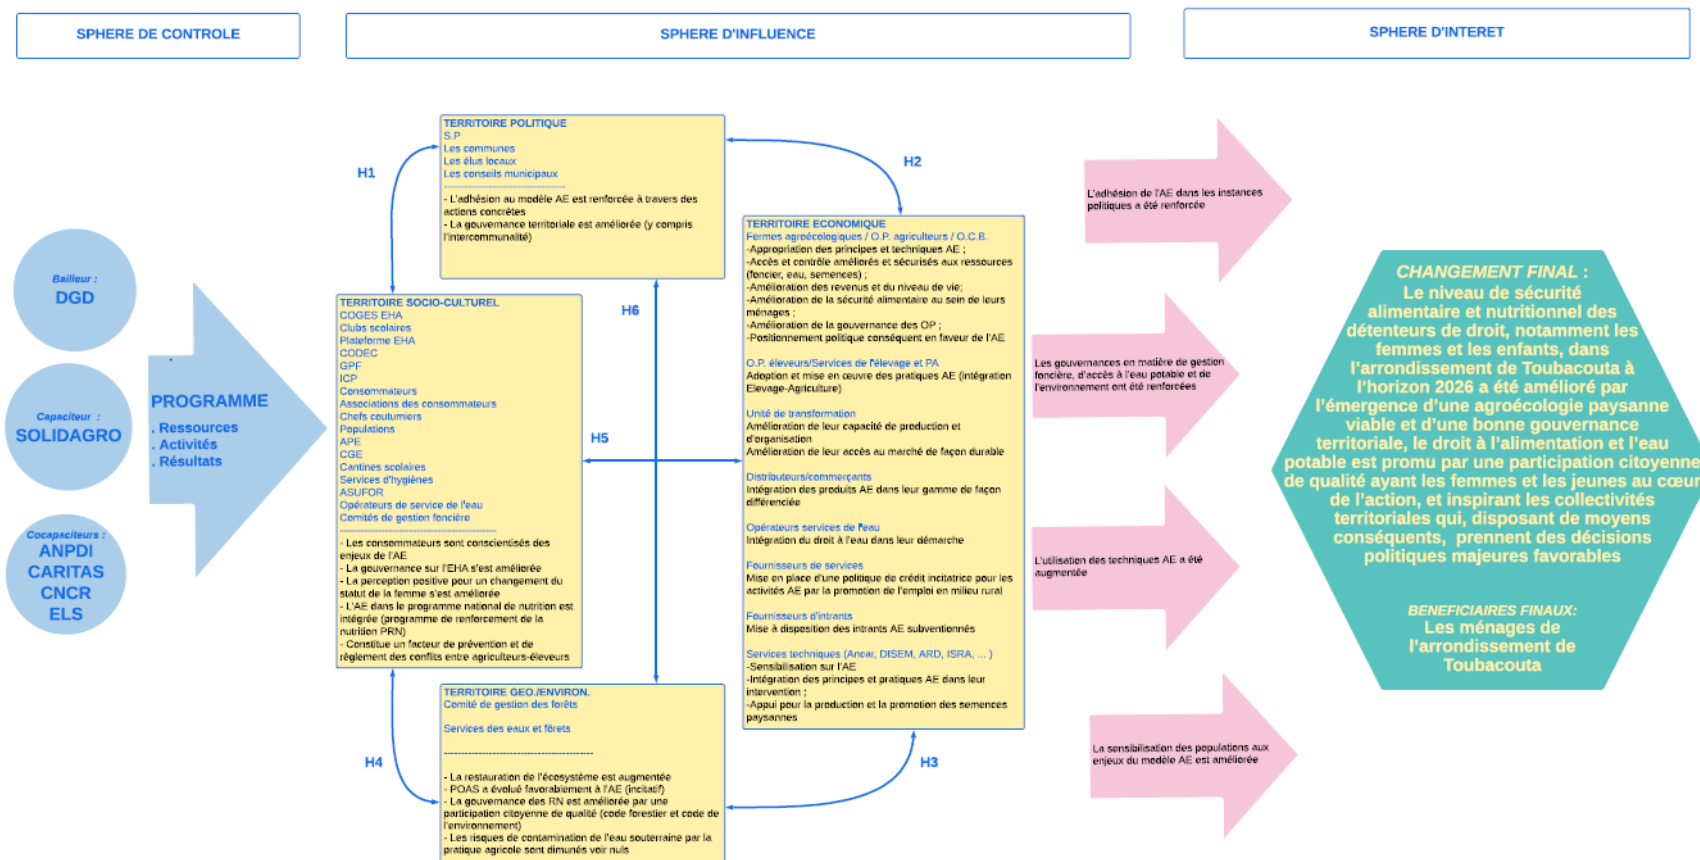 SPHERE DE CONTROLE
SPHERE D'INFLUENCE
SPHERE D'INTERET
Bailleur :
DGD
Capaciteur :
SOLIDAGRO
Cocapaciteurs :
ANPDI
CARITAS
CNCR
ELS
PROGRAMME
. Ressources
. Activités
. Résultats
H1
H2
H3
H4
H5
H6
TERRITOIRE POLITIQUE
S.P
Les communes
Les élus locaux
Les conseils municipaux
- L'adhésion au modèle AE est renforcée à travers des
actions concrètes
- La gouvernance territoriale est améliorée (y compris
l'intercommunalité)
TERRITOIRE SOCIO-CULTUREL
COGES EHA
Clubs scolaires
Plateforme EHA
CODEC
GPF
ICP
Consommateurs
Associations des consommateurs
Chefs coutumiers
Populations
APE
CGE
Cantines scolaires
Services d'hygiènes
ASUFOR
Opérateurs de service de l'eau
Comités de gestion foncière
- Les consommateurs sont conscientisés des
enjeux de l'AE
- La gouvernance sur l'EHA s'est améliorée
- La perception positive pour un changement du
statut de la femme s'est améliorée
- L'AE dans le programme national de nutrition est
intégrée (programme de renforcement de la
nutrition PRN)
- Constitue un facteur de prévention et de
règlement des conflits entre agriculteurs-éleveurs
TERRITOIRE GEO./ENVIRON.
Comité de gestion des forêts
Services des eaux et fôrets
- La restauration de l'écosystème est augmentée
- POAS a évolué favorablement à l'AE (incitatif)
- La gouvernance des RN est améliorée par une
participation citoyenne de qualité (code forestier et code de
l'environnement)
- Les risques de contamination de l'eau souterraine par la
pratique agricole sont dimunés voir nuls
TERRITOIRE ECONOMIQUE
Fermes agroécologiques / O.P. agriculteurs / O.C.B.
-Appropriation des principes et techniques AE ;
-Accès et contrôle améliorés et sécurisés aux ressources
(foncier, eau, semences) ;
-Amélioration des revenus et du niveau de vie;
-Amélioration de la sécurité alimentaire au sein de leurs
ménages ;
-Amélioration de la gouvernance des OP ;
-Positionnement politique conséquent en faveur de l'AE
O.P. éleveurs/Services de l'élevage et PA
Adoption et mise en œuvre des pratiques AE (intégration
Elevage-Agriculture)
Unité de transformation
Amélioration de leur capacité de production et
d'organisation
Amélioration de leur accès au marché de façon durable
Distributeurs/commerçants
Intégration des produits AE dans leur gamme de façon
différenciée
Opérateurs services de l'eau
Intégration du droit à l'eau dans leur démarche
Fournisseurs de services
Mise en place d'une politique de crédit incitatrice pour les
activités AE par la promotion de l'emploi en milieu rural
Fournisseurs d'intrants
Mise à disposition des intrants AE subventionnés
Services techniques (Ancar, DISEM, ARD, ISRA, ... )
-Sensibilisation sur l'AE
-Intégration des principes et pratiques AE dans leur
intervention ;
-Appui pour la production et la promotion des semences
paysannes
L'adhésion de l'AE dans les instances
politiques a été renforcée
Les gouvernances en matière de gestion
foncière, d'accès à l'eau potable et de
l'environnement ont été renforcées
L'utilisation des techniques AE a été
augmentée
La sensibilisation des populations aux
enjeux du modèle AE est améliorée
CHANGEMENT FINAL :
Le niveau de sécurité
alimentaire et nutritionnel des
détenteurs de droit, notamment les
femmes et les enfants, dans
l'arrondissement de Toubacouta à
l'horizon 2026 a été amélioré par
l'émergence d'une agroécologie paysanne
viable et d'une bonne gouvernance
territoriale, le droit à l'alimentation et l'eau
potable est promu par une participation citoyenne
de qualité ayant les femmes et les jeunes au cœur
de l'action, et inspirant les collectivités
territoriales qui, disposant de moyens
conséquents, prennent des décisions
politiques majeures favorables
BENEFICIAIRES FINAUX:
Les ménages de
l'arrondissement de
Toubacouta